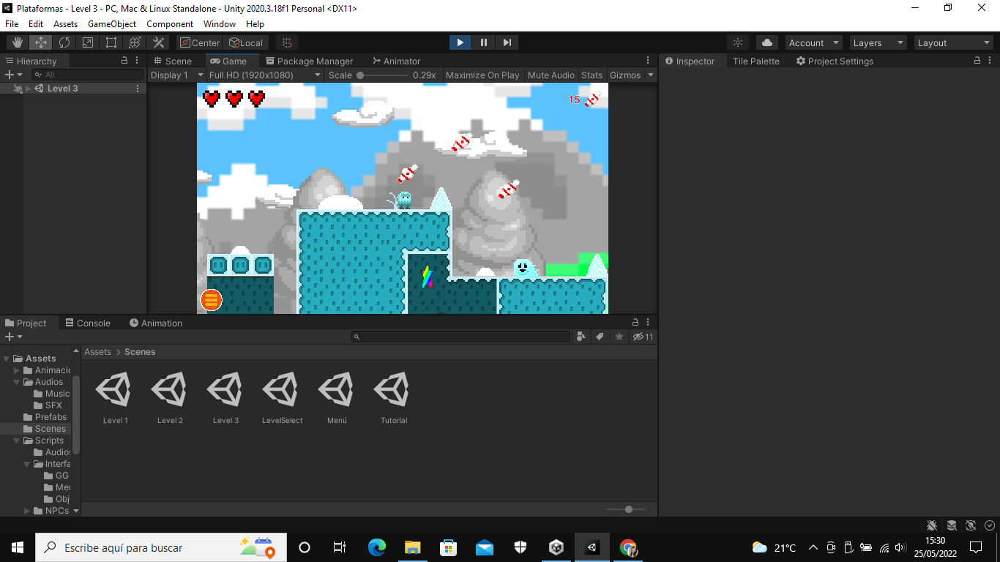 Plataformas - Level 3 - PC, Mac & Linux Standalone - Unity 2020.3.18f1 Personal <DX11>
File Edit Assets GameObject Component Window Help
Center Local Account Layers Layout
Hierarchy Scene Game Package Manager Animator Inspector Tile Palette Project Settings
All Display 1 Full HD (1920x1080) Scale 0.29x Maximize On Play Mute Audio Stats Gizmos
Level 3
15
Project Console Animation
11
Assets > Scenes
Assets
Animacic
Audios
Music
SFX
Prefabs
Scenes
Scripts
Audios
Interfa
GG
Mer
Obj
NPCs
Level 1 Level 2 Level 3 LevelSelect Menú Tutorial
Escribe aquí para buscar
21°C
15:30
25/05/2022